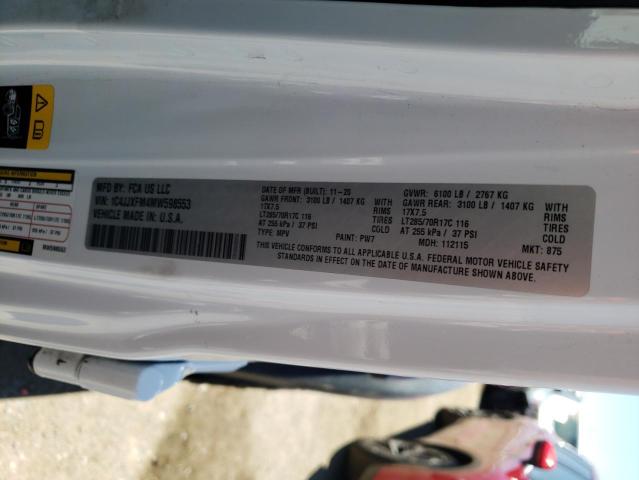 MFD BY: FCA US LLC
VIN: 1C4JJXFM4MW598553
VEHICLE MADE IN: U.S.A.
DATE OF MFR (BUILT): 11-20
GAWR FRONT: 3100 LB / 1407 KG WITH
17X7.5 RIMS
LT285/70R17C 116 TIRES
AT 255 kPa / 37 PSI COLD
TYPE: MPV PAINT: PW7
GVWR: 6100 LB / 2767 KG
GAWR REAR: 3100 LB / 1407 KG WITH
17X7.5 RIMS
LT285/70R17C 116 TIRES
AT 255 kPa / 37 PSI COLD
MDH: 112115 MKT: 875
THIS VEHICLE CONFORMS TO ALL APPLICABLE U.S.A. FEDERAL MOTOR VEHICLE SAFETY
STANDARDS IN EFFECT ON THE DATE OF MANUFACTURE SHOWN ABOVE.